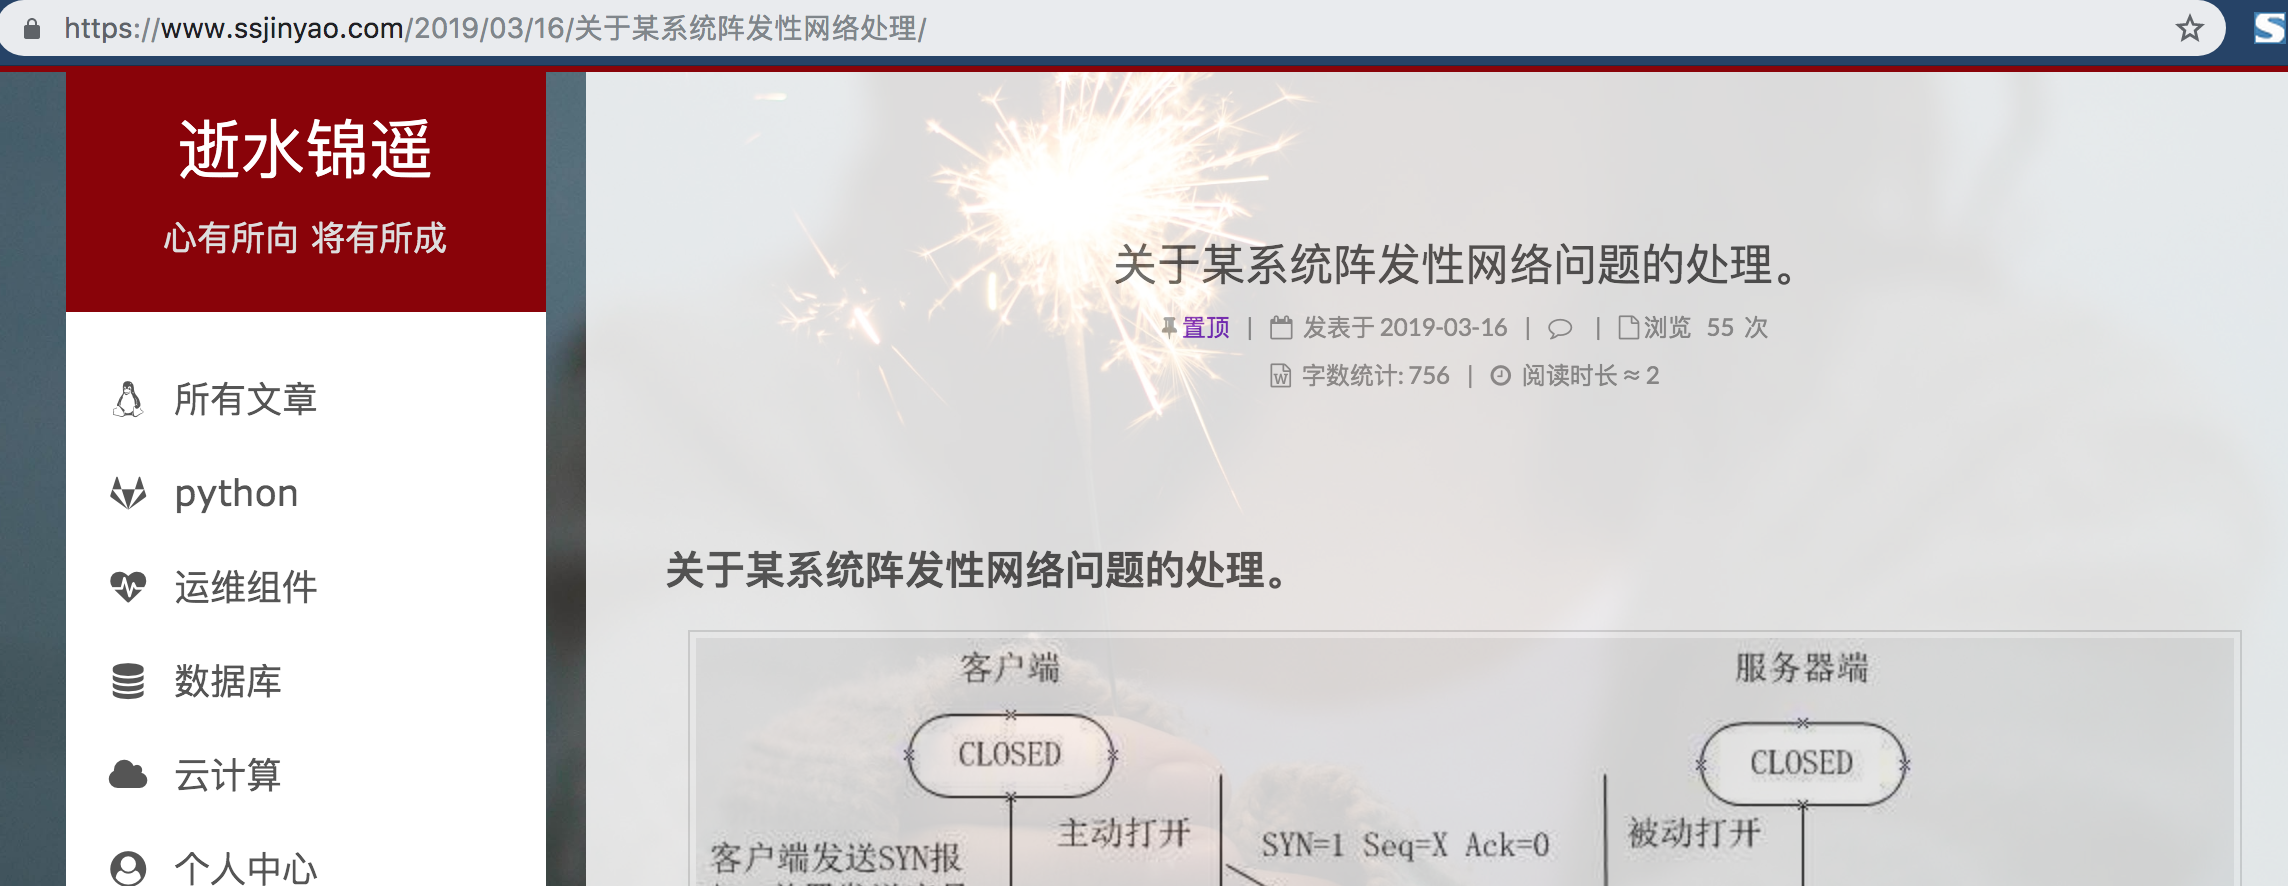 https://www.ssjinyao.com/2019/03/16/关于某系统阵发性网络处理/
逝水锦遥
心有所向 将有所成
所有文章
python
运维组件
数据库
云计算
个人中心
关于某系统阵发性网络问题的处理。
置顶 | 发表于 2019-03-16 | | 浏览 55 次
字数统计: 756 | 阅读时长 ≈ 2
关于某系统阵发性网络问题的处理。
客户端 服务器端
CLOSED CLOSED
主动打开 SYN=1 Seq=X Ack=0 被动打开
客户端发送SYN报